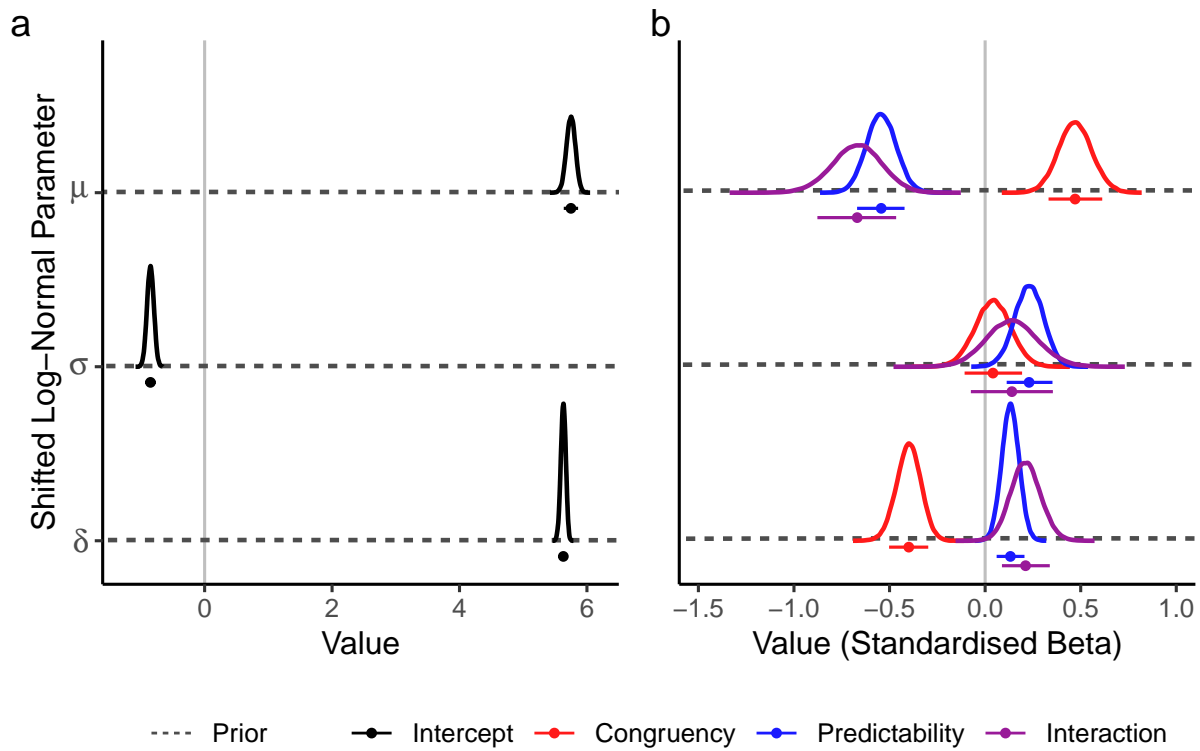 a
b
Shifted Log−Normal Parameter
μ
σ
δ
0 2 4 6
−1.5 −1.0 −0.5 0.0 0.5 1.0
Value
Value (Standardised Beta)
Prior Intercept Congruency Predictability Interaction